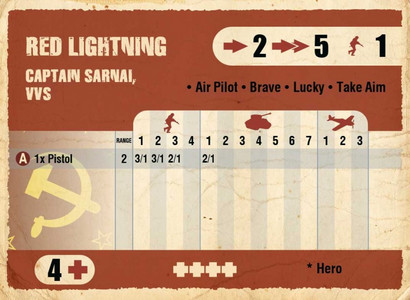 RED LIGHTNING
CAPTAIN SARNAI,
VVS
2 5 1
• Air Pilot • Brave • Lucky • Take Aim
RANGE 1 2 3 4 1 2 3 4 5 6 7 1 2 3
A 1x Pistol 2 3/1 3/1 2/1 2/1
4 * Hero